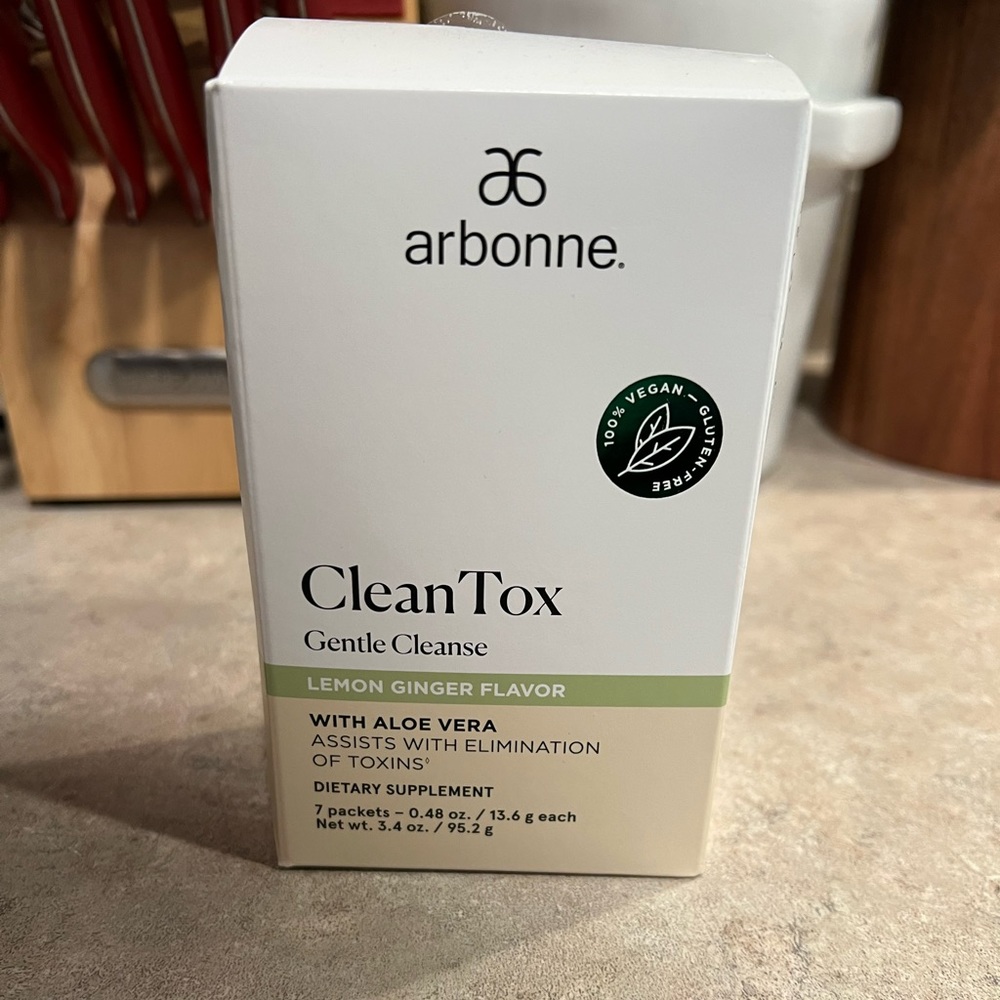 arbonne.
100% VEGAN — GLUTEN-FREE
CleanTox
Gentle Cleanse
LEMON GINGER FLAVOR
WITH ALOE VERA
ASSISTS WITH ELIMINATION
OF TOXINS◊
DIETARY SUPPLEMENT
7 packets – 0.48 oz. / 13.6 g each
Net wt. 3.4 oz. / 95.2 g